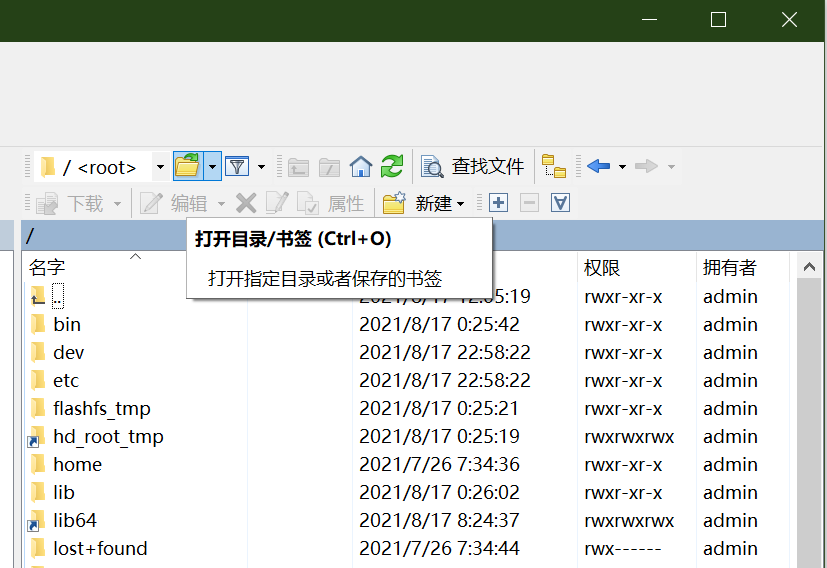 / <root>
查找文件
下载 编辑 属性 新建
/
打开目录/书签 (Ctrl+O)
打开指定目录或者保存的书签
名字 权限 拥有者
.. rwxr-xr-x admin
bin 2021/8/17 0:25:42 rwxr-xr-x admin
dev 2021/8/17 22:58:22 rwxr-xr-x admin
etc 2021/8/17 22:58:22 rwxr-xr-x admin
flashfs_tmp 2021/8/17 0:25:21 rwxr-xr-x admin
hd_root_tmp 2021/8/17 0:25:19 rwxrwxrwx admin
home 2021/7/26 7:34:36 rwxr-xr-x admin
lib 2021/8/17 0:26:02 rwxr-xr-x admin
lib64 2021/8/17 8:24:37 rwxrwxrwx admin
lost+found 2021/7/26 7:34:44 rwx------ admin